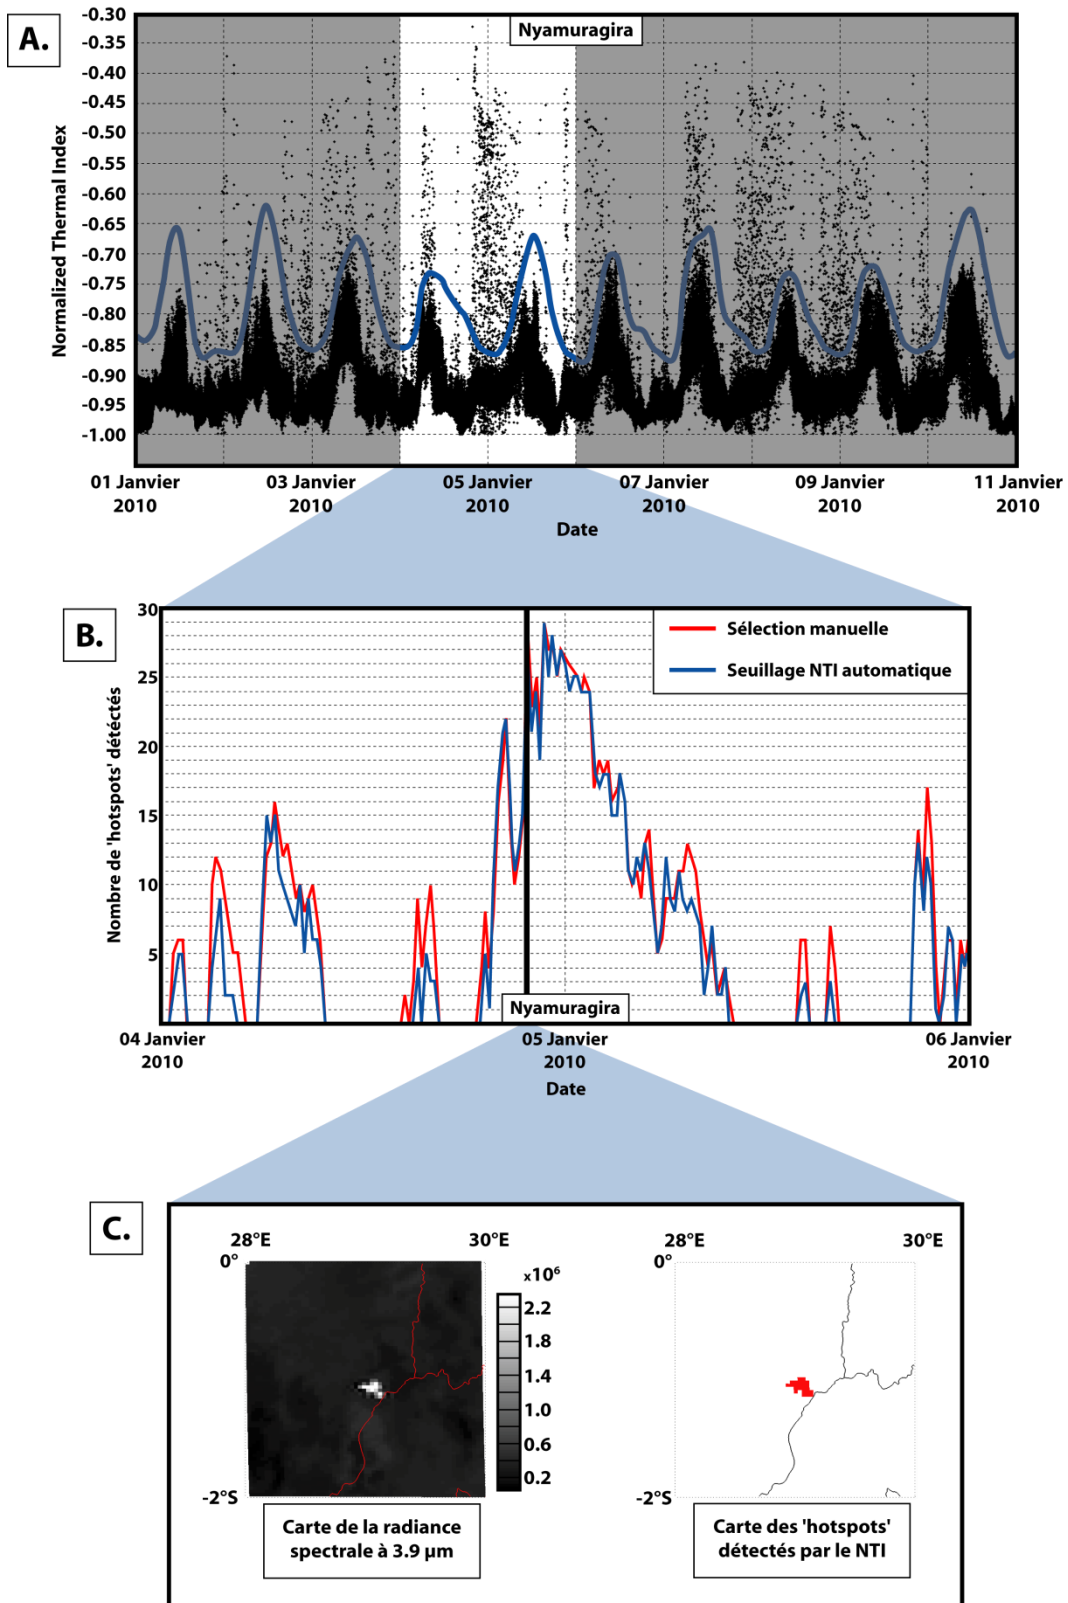 A.
Nyamuragira
Normalized Thermal Index
-0.30
-0.35
-0.40
-0.45
-0.50
-0.55
-0.60
-0.65
-0.70
-0.75
-0.80
-0.85
-0.90
-0.95
-1.00
01 Janvier
2010
03 Janvier
2010
05 Janvier
2010
07 Janvier
2010
09 Janvier
2010
11 Janvier
2010
Date
B.
Nombre de 'hotspots' détectés
30
25
20
15
10
5
Sélection manuelle
Seuillage NTI automatique
Nyamuragira
04 Janvier
2010
05 Janvier
2010
06 Janvier
2010
Date
C.
28°E
30°E
0°
-2°S
x10⁶
2.2
1.8
1.4
1.0
0.6
0.2
Carte de la radiance
spectrale à 3.9 µm
28°E
30°E
0°
-2°S
Carte des 'hotspots'
détectés par le NTI